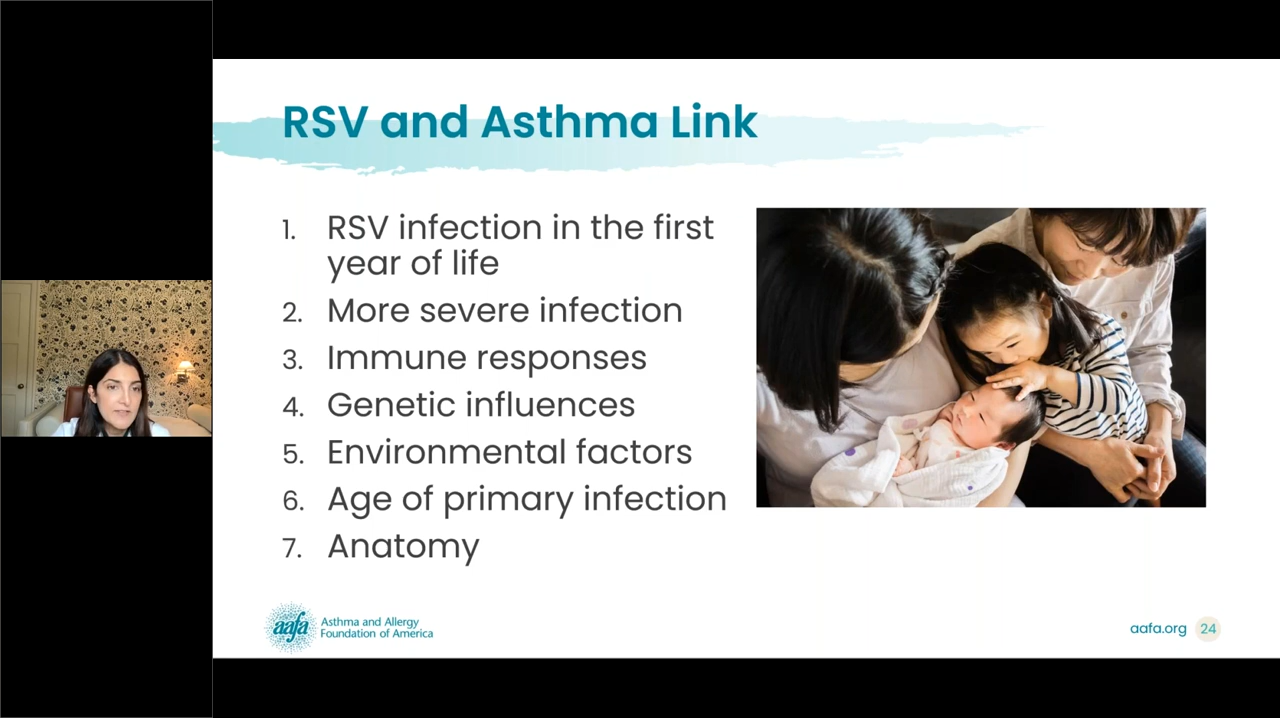 RSV and Asthma Link
1. RSV infection in the first
year of life
2. More severe infection
3. Immune responses
4. Genetic influences
5. Environmental factors
6. Age of primary infection
7. Anatomy
aafa
Asthma and Allergy
Foundation of America
aafa.org 24